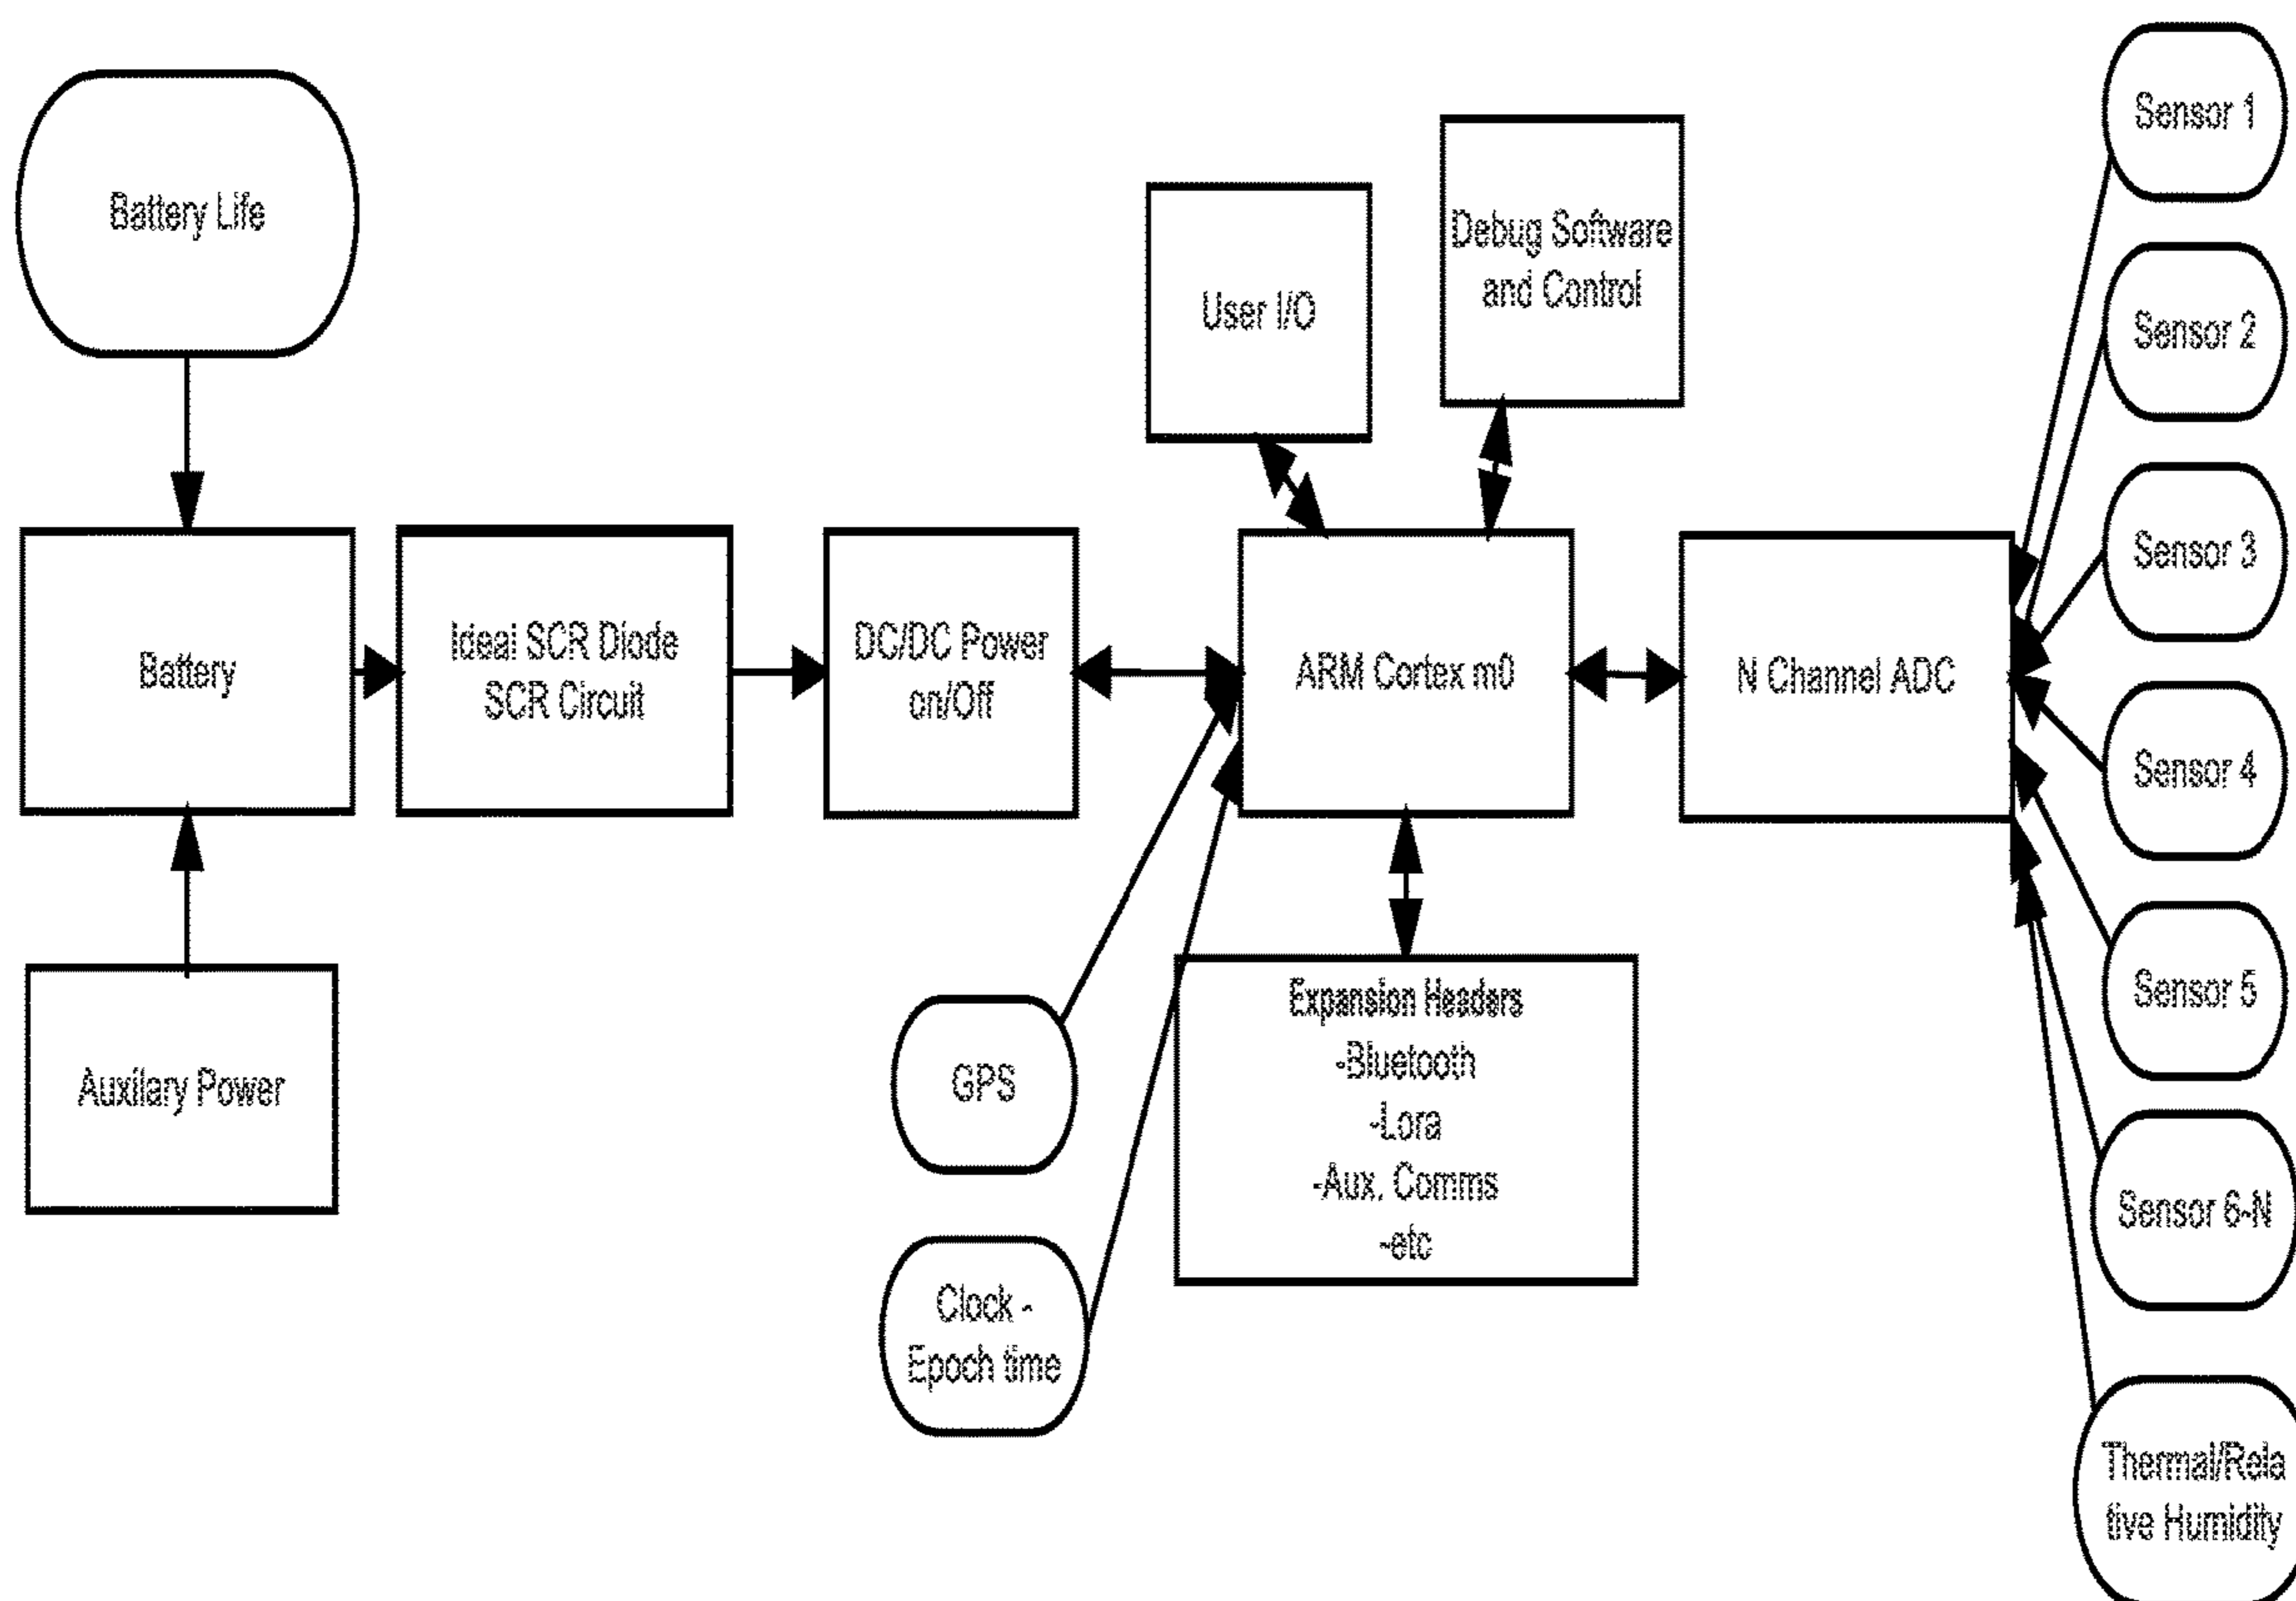 Battery Life
Battery
Auxilary Power
Ideal SCR Diode
SCR Circuit
DC/DC Power
on/Off
User I/O
Debug Software
and Control
ARM Cortex m0
N Channel ADC
GPS
Clock -
Epoch time
Expansion Headers
-Bluetooth
-Lora
-Aux. Comms
-etc
Sensor 1
Sensor 2
Sensor 3
Sensor 4
Sensor 5
Sensor 6-N
Thermal/Rela
tive Humidity